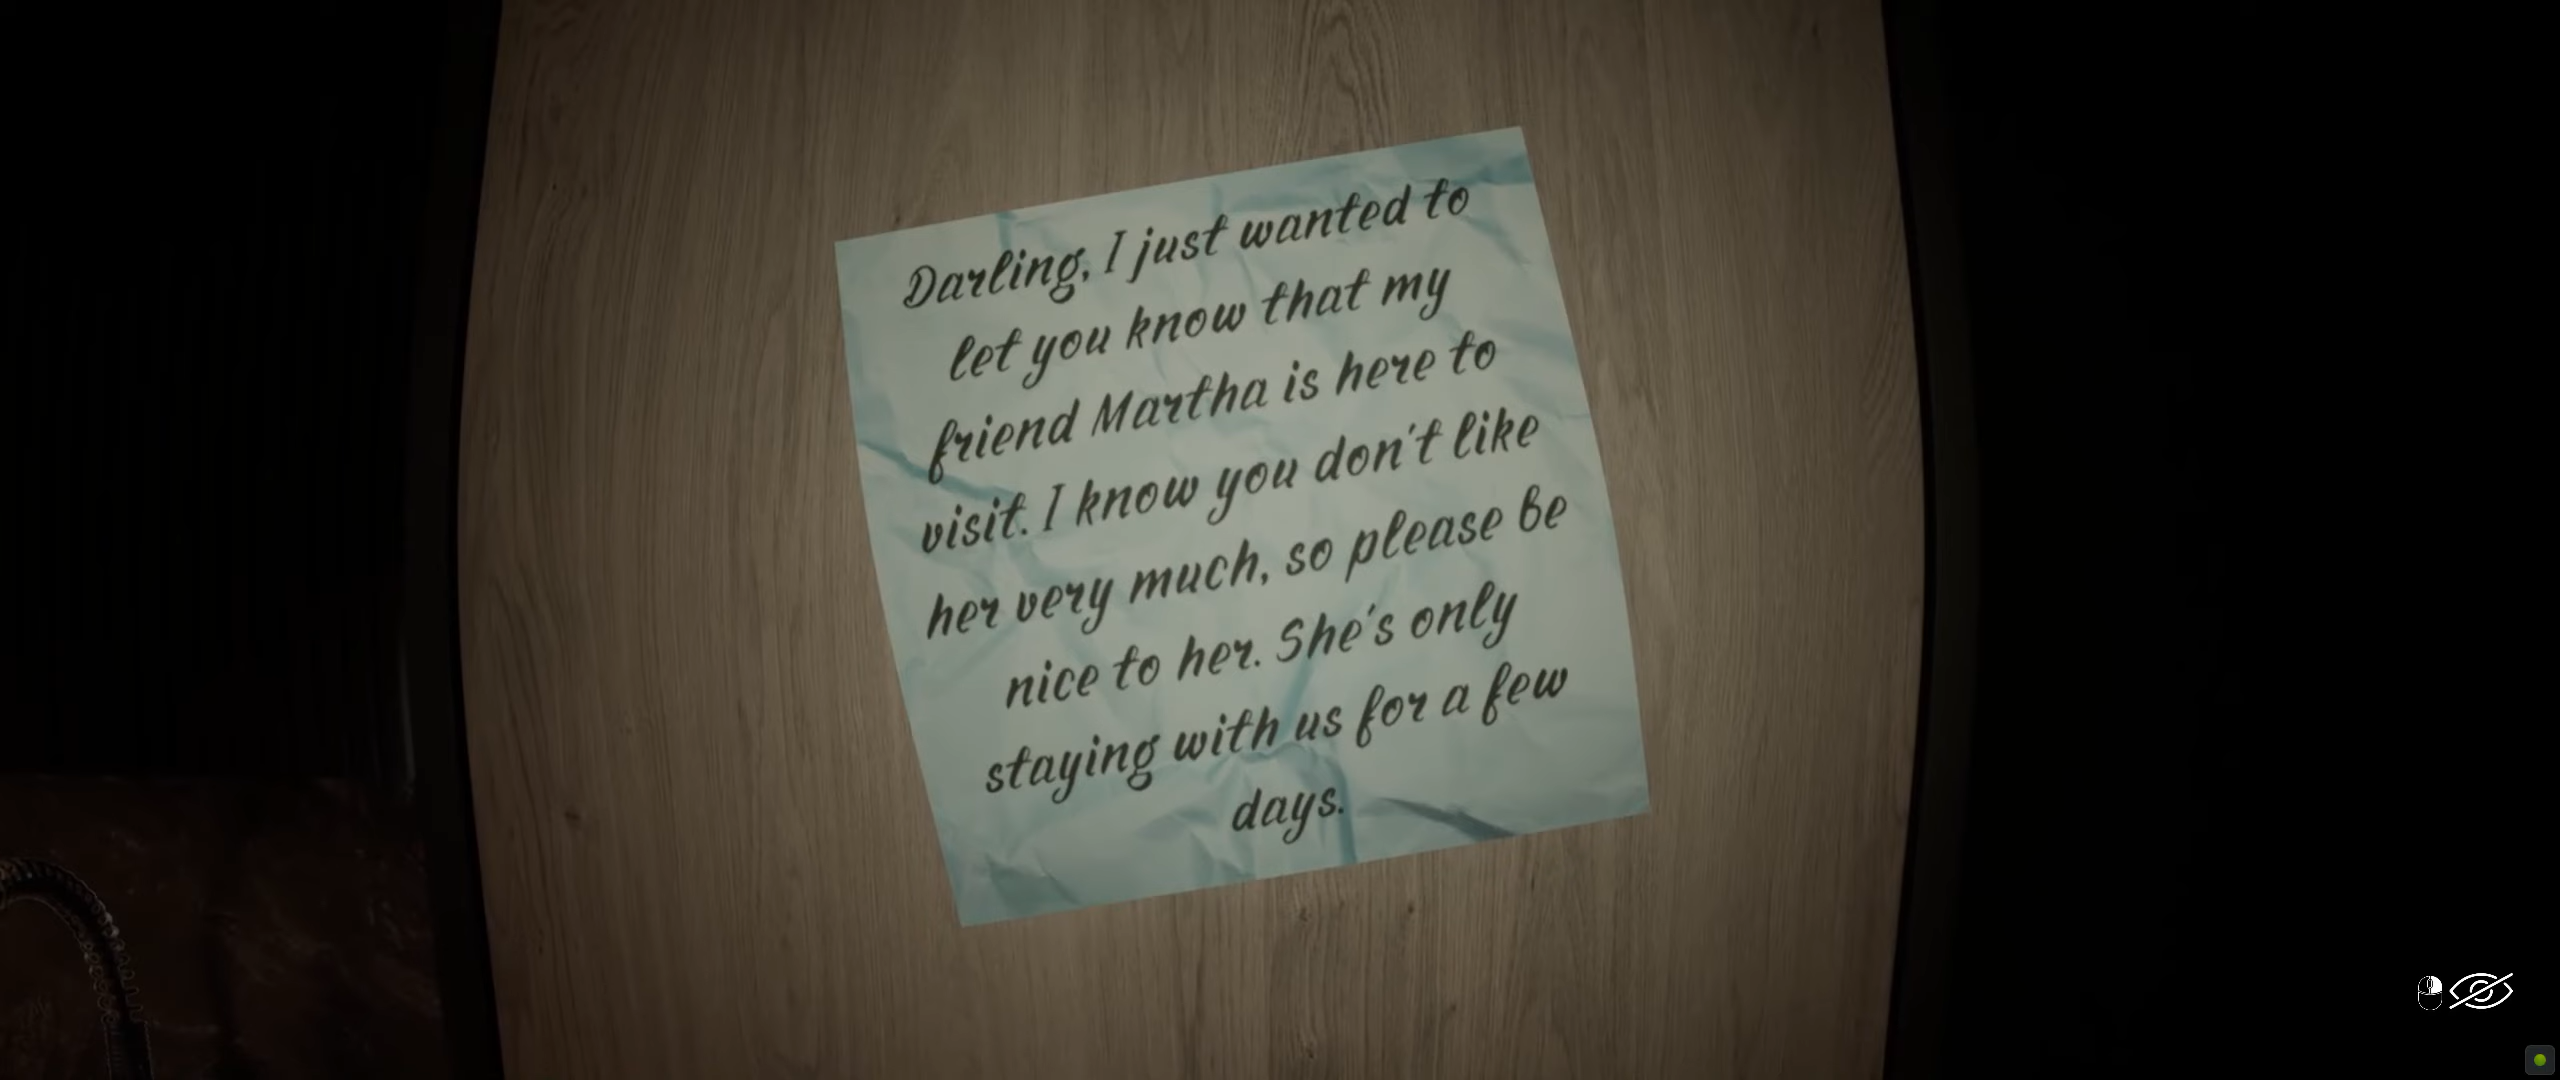 Darling, I just wanted to
let you know that my
friend Martha is here to
visit. I know you don't like
her very much, so please be
nice to her. She's only
staying with us for a few
days.